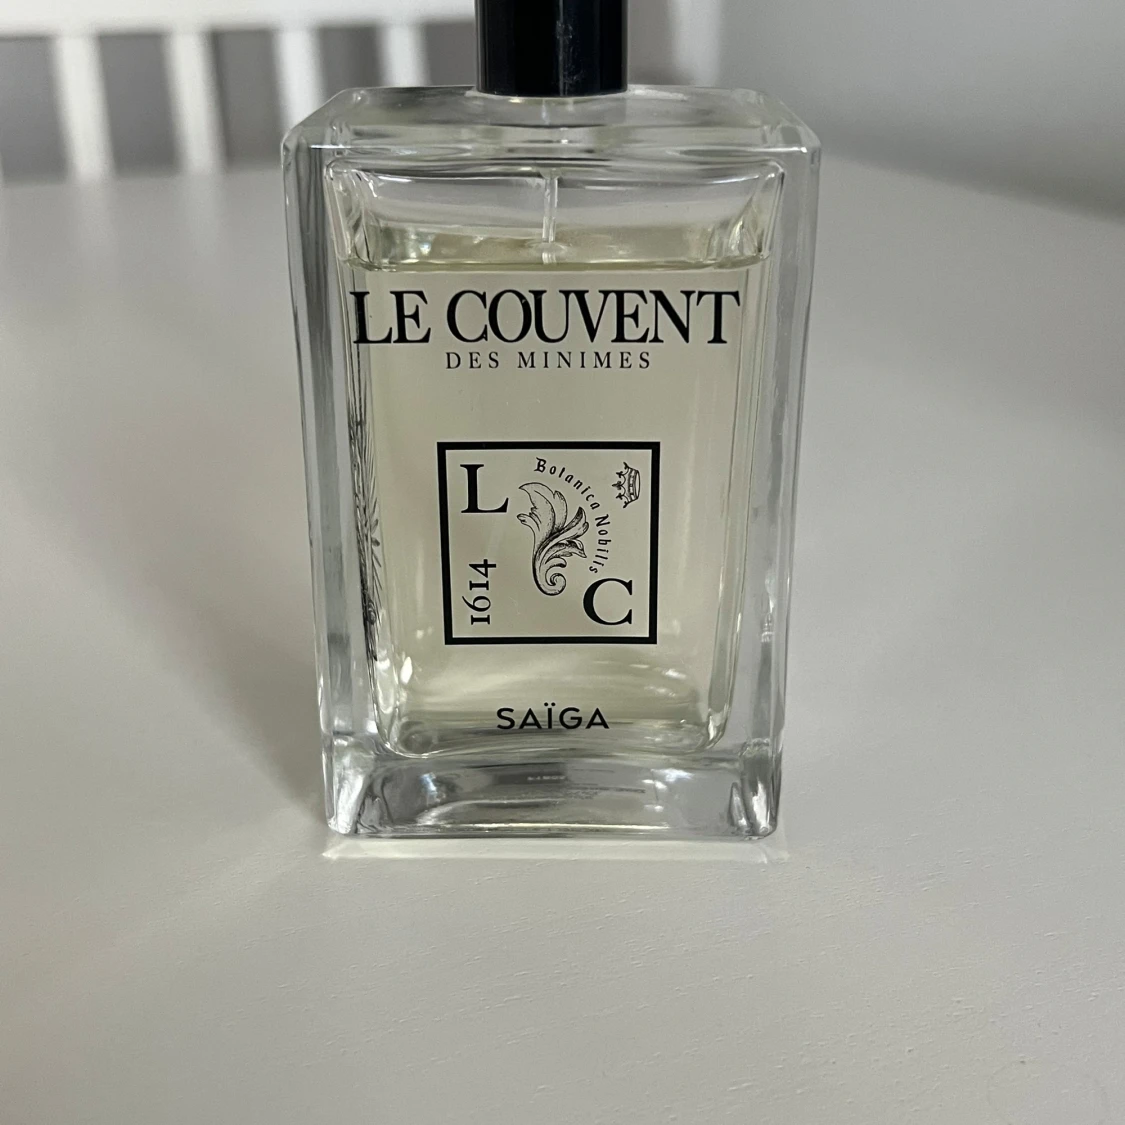 LE COUVENT
DES MINIMES
L
Botanica Nobilis
1614
C
SAÏGA